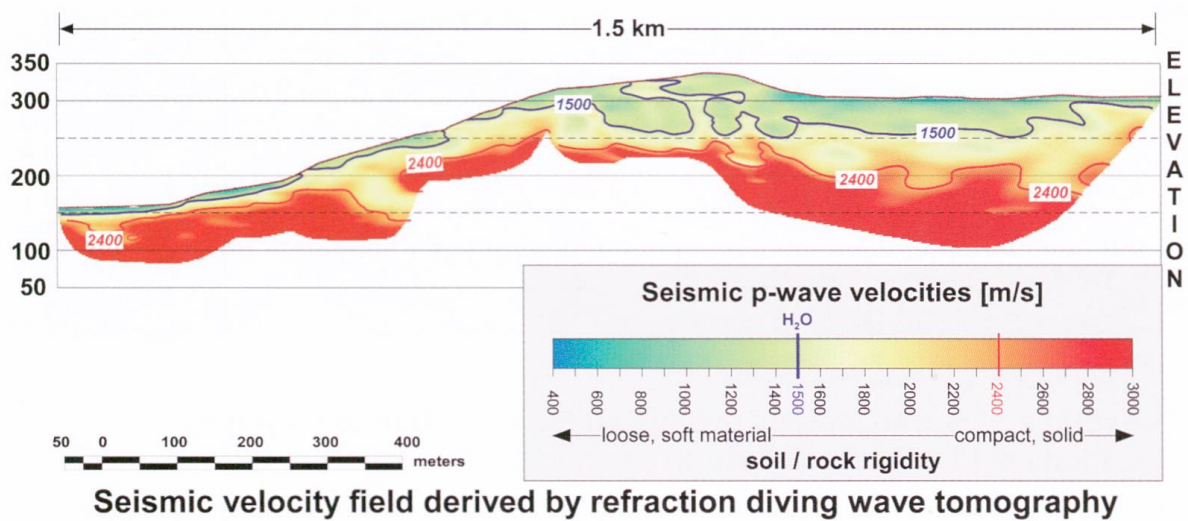 1.5 km
350
300
200
100
50
ELEVATION
1500
1500
2400
2400
2400
2400
Seismic p-wave velocities [m/s]
H₂O
400 600 800 1000 1200 1400 1500 1600 1800 2000 2200 2400 2600 2800 3000
loose, soft material compact, solid
soil / rock rigidity
50 0 100 200 300 400
meters
Seismic velocity field derived by refraction diving wave tomography